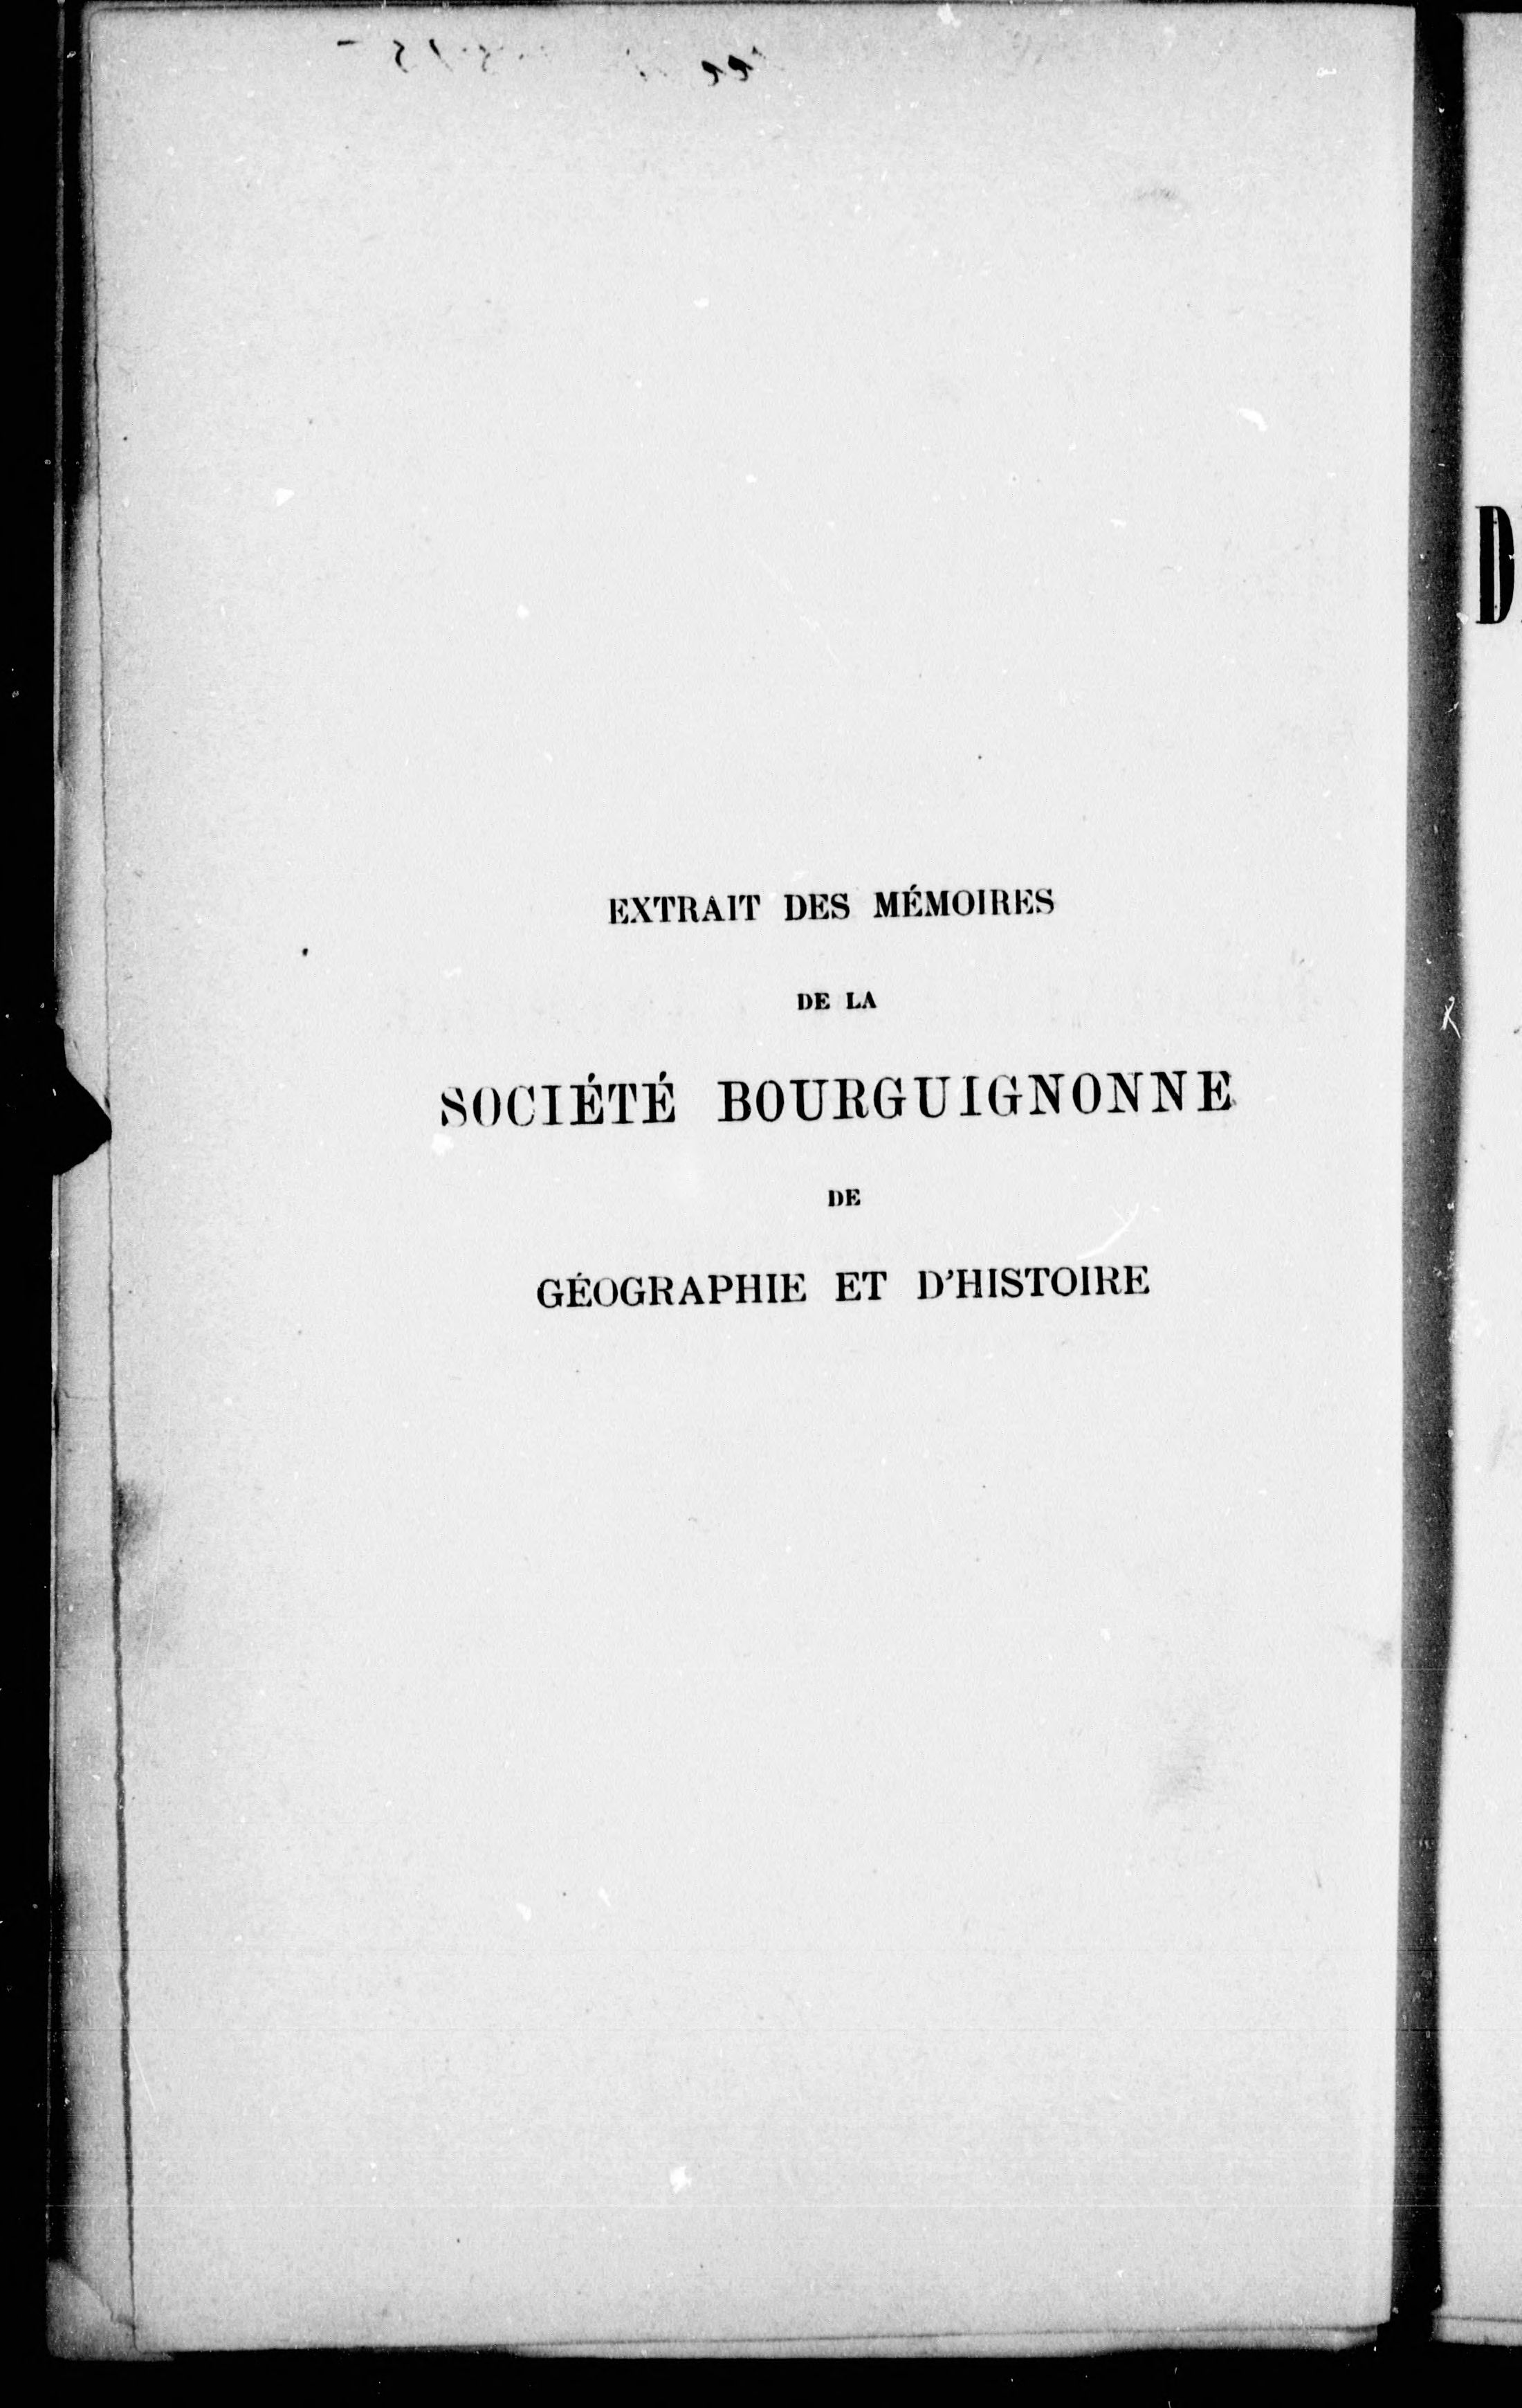 EXTRAIT DES MÉMOIRES
DE LA
SOCIÉTÉ BOURGUIGNONNE
DE
GÉOGRAPHIE ET D'HISTOIRE